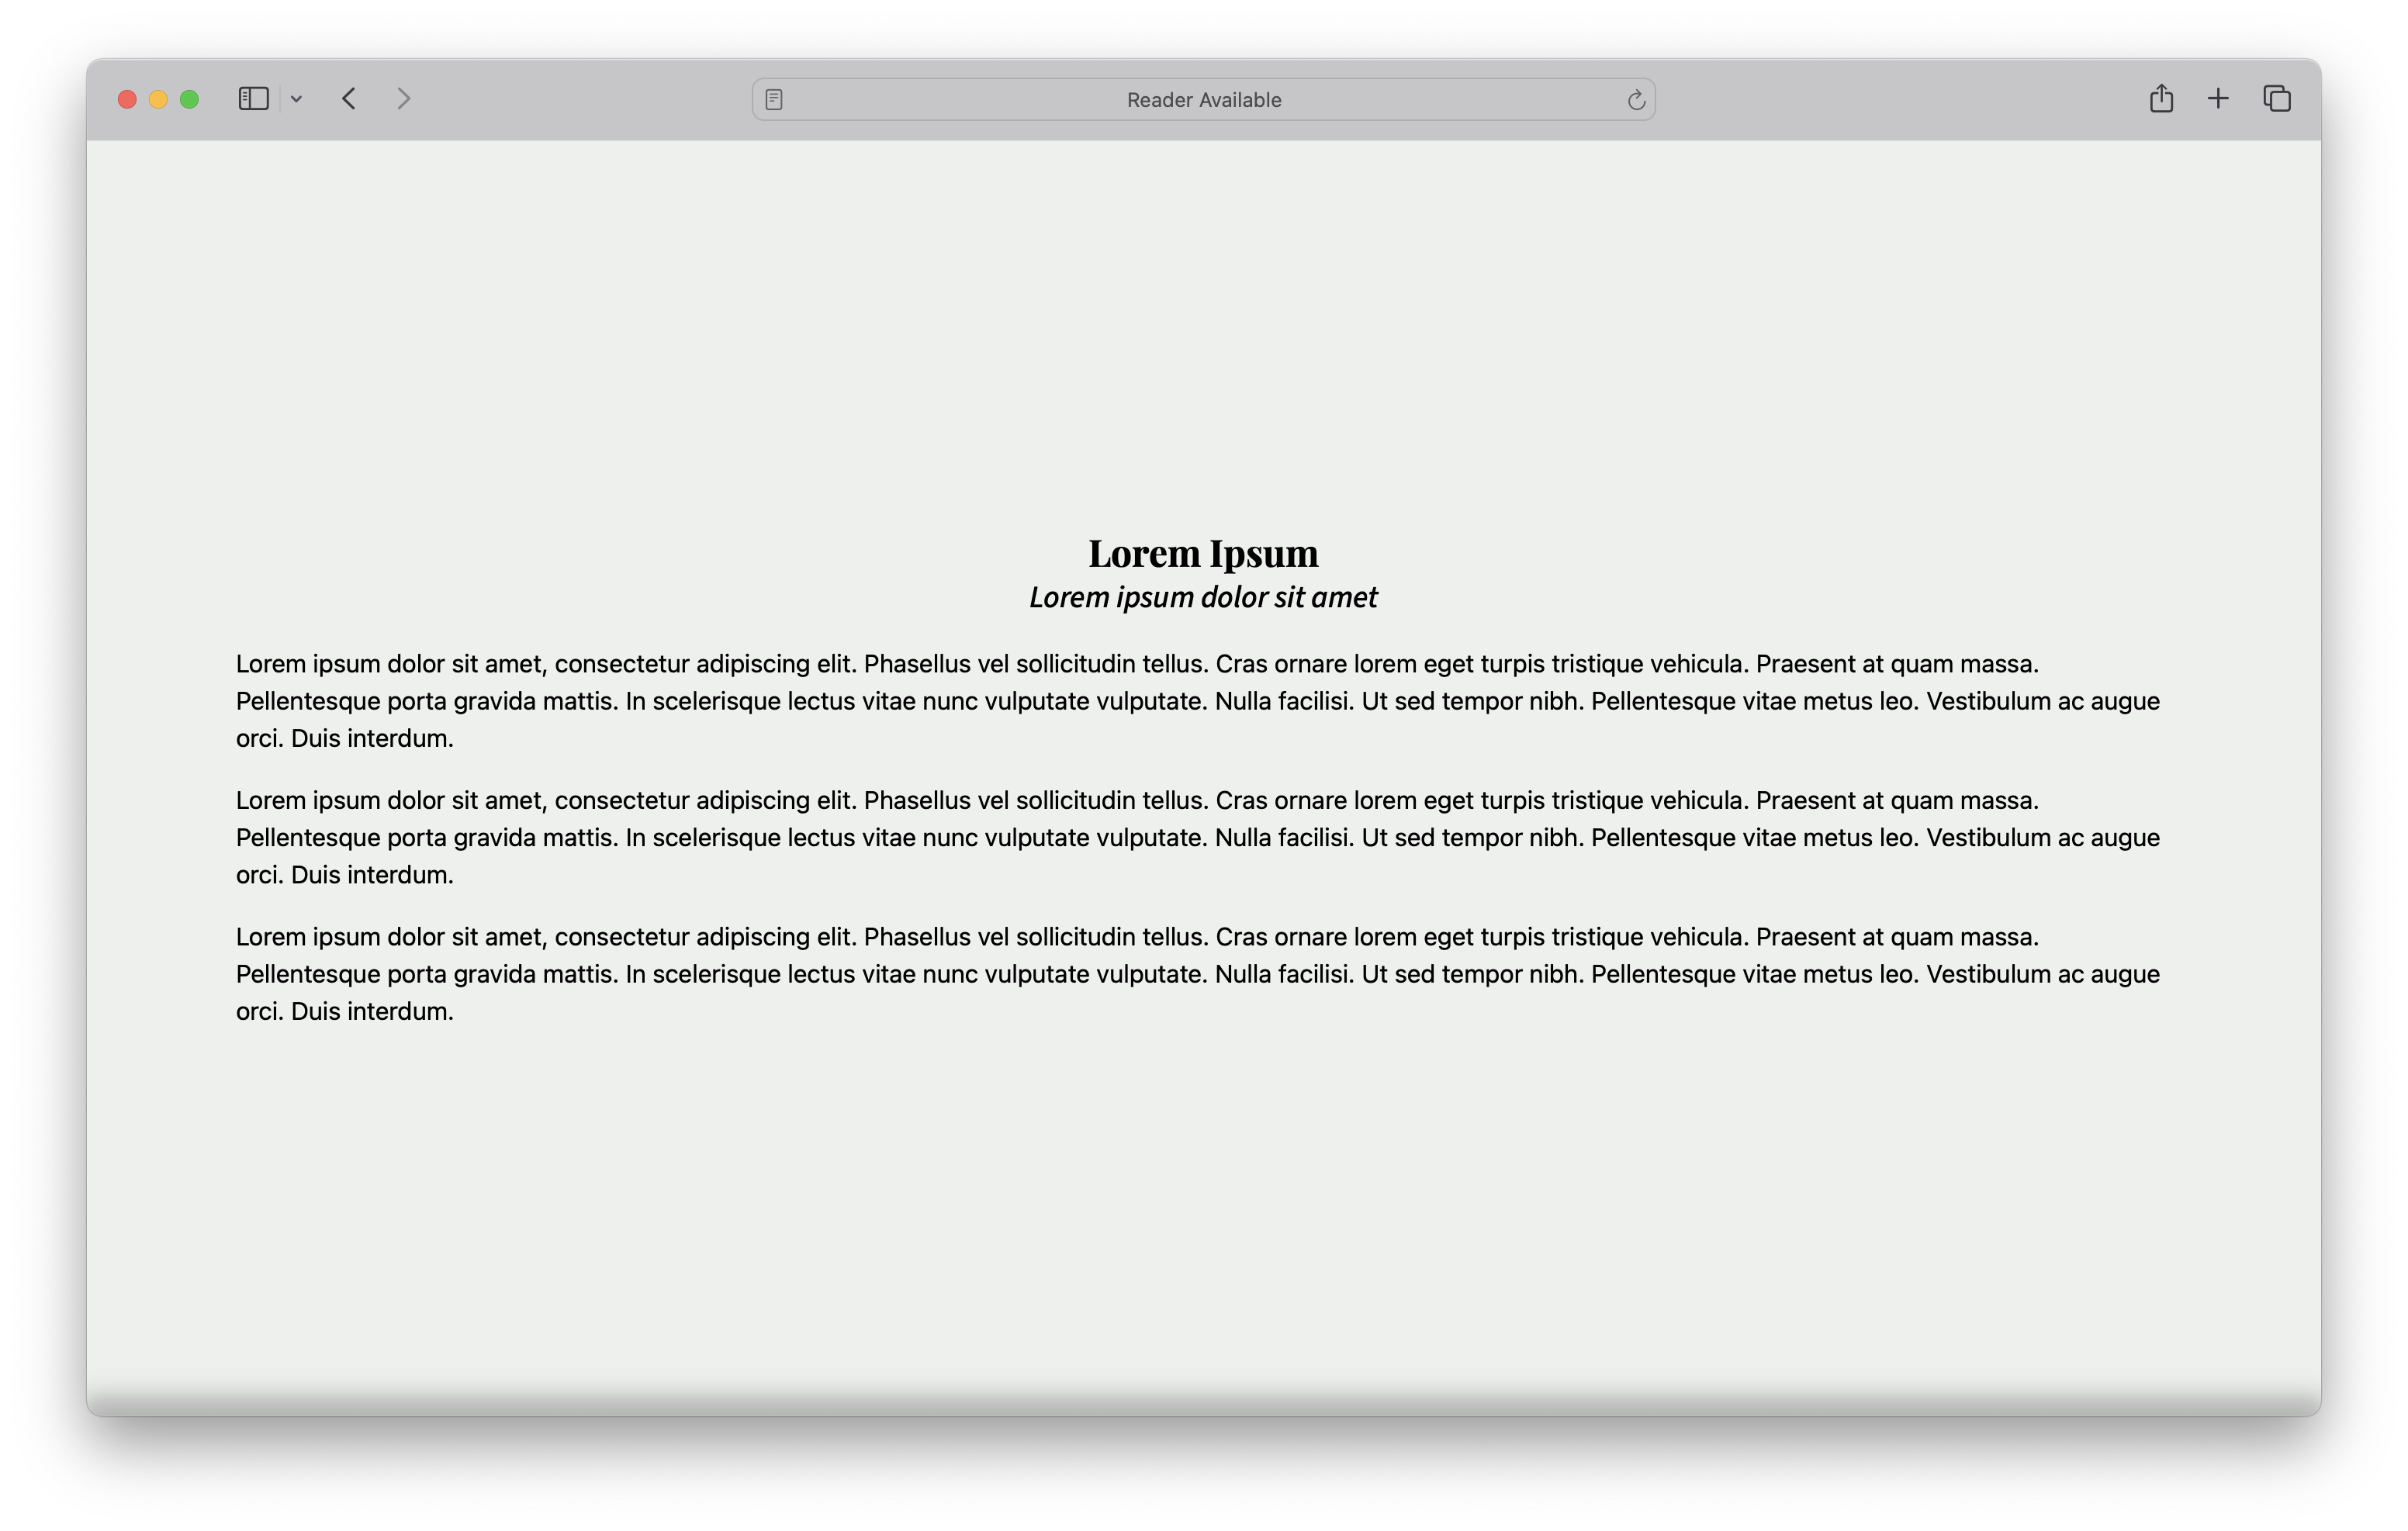 Reader Available
Lorem Ipsum
Lorem ipsum dolor sit amet
Lorem ipsum dolor sit amet, consectetur adipiscing elit. Phasellus vel sollicitudin tellus. Cras ornare lorem eget turpis tristique vehicula. Praesent at quam massa.
Pellentesque porta gravida mattis. In scelerisque lectus vitae nunc vulputate vulputate. Nulla facilisi. Ut sed tempor nibh. Pellentesque vitae metus leo. Vestibulum ac augue
orci. Duis interdum.
Lorem ipsum dolor sit amet, consectetur adipiscing elit. Phasellus vel sollicitudin tellus. Cras ornare lorem eget turpis tristique vehicula. Praesent at quam massa.
Pellentesque porta gravida mattis. In scelerisque lectus vitae nunc vulputate vulputate. Nulla facilisi. Ut sed tempor nibh. Pellentesque vitae metus leo. Vestibulum ac augue
orci. Duis interdum.
Lorem ipsum dolor sit amet, consectetur adipiscing elit. Phasellus vel sollicitudin tellus. Cras ornare lorem eget turpis tristique vehicula. Praesent at quam massa.
Pellentesque porta gravida mattis. In scelerisque lectus vitae nunc vulputate vulputate. Nulla facilisi. Ut sed tempor nibh. Pellentesque vitae metus leo. Vestibulum ac augue
orci. Duis interdum.